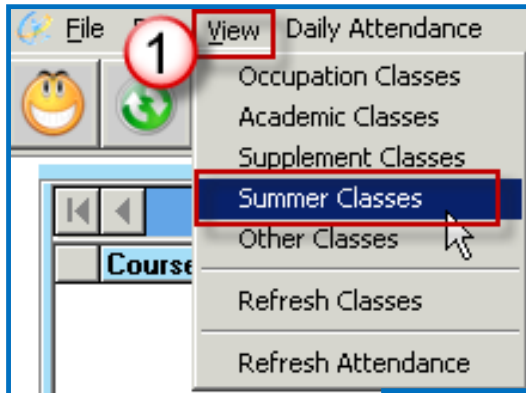 File View Daily Attendance
1
Occupation Classes
Academic Classes
Supplement Classes
Summer Classes
Other Classes
Course
Refresh Classes
Refresh Attendance